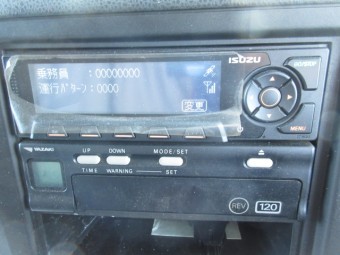 ISUZU
乗務員 :00000000
運行パターン:0000
変更
MENU
YAZAKI
UP DOWN MODE/SET
TIME WARNING SET
REV 120